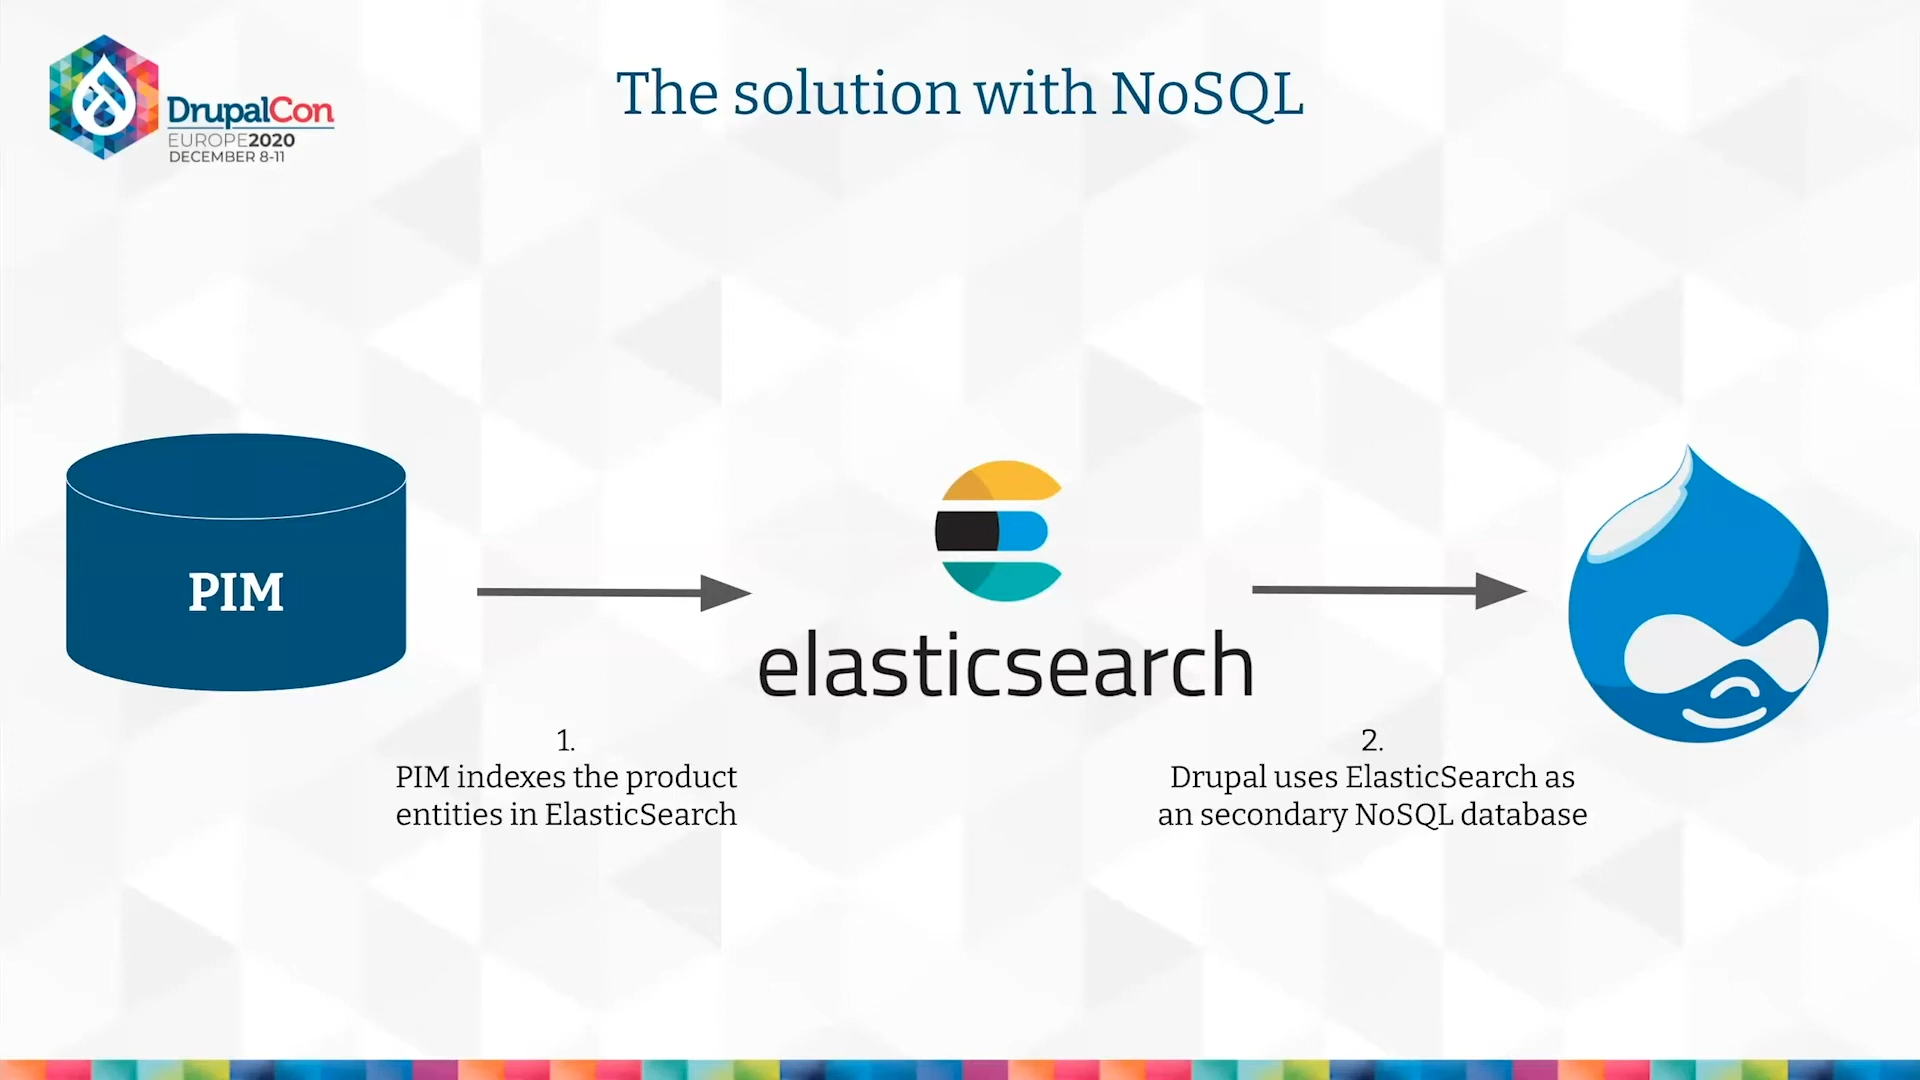 DrupalCon
EUROPE2020
DECEMBER 8-11
The solution with NoSQL
PIM
elasticsearch
1.
PIM indexes the product
entities in ElasticSearch
2.
Drupal uses ElasticSearch as
an secondary NoSQL database